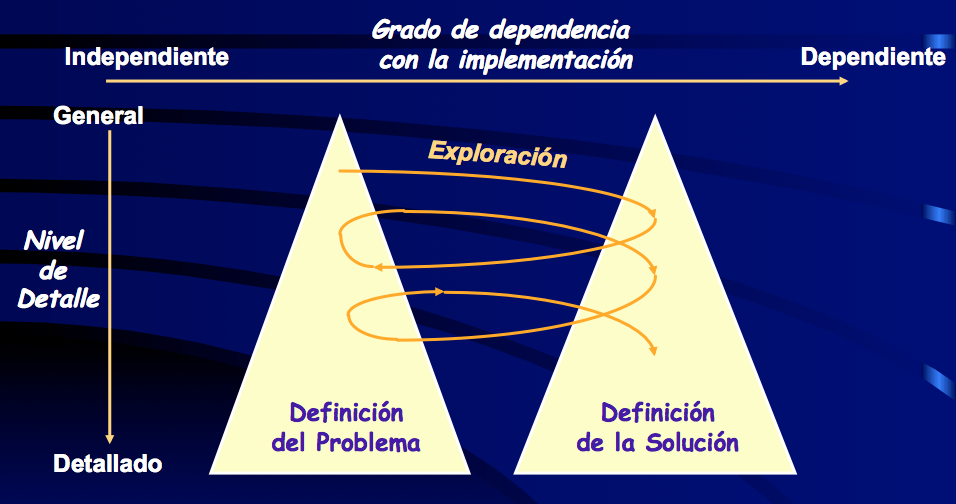 Grado de dependencia
con la implementación
Independiente
Dependiente
General
Exploración
Nivel
de
Detalle
Definición
del Problema
Definición
de la Solución
Detallado